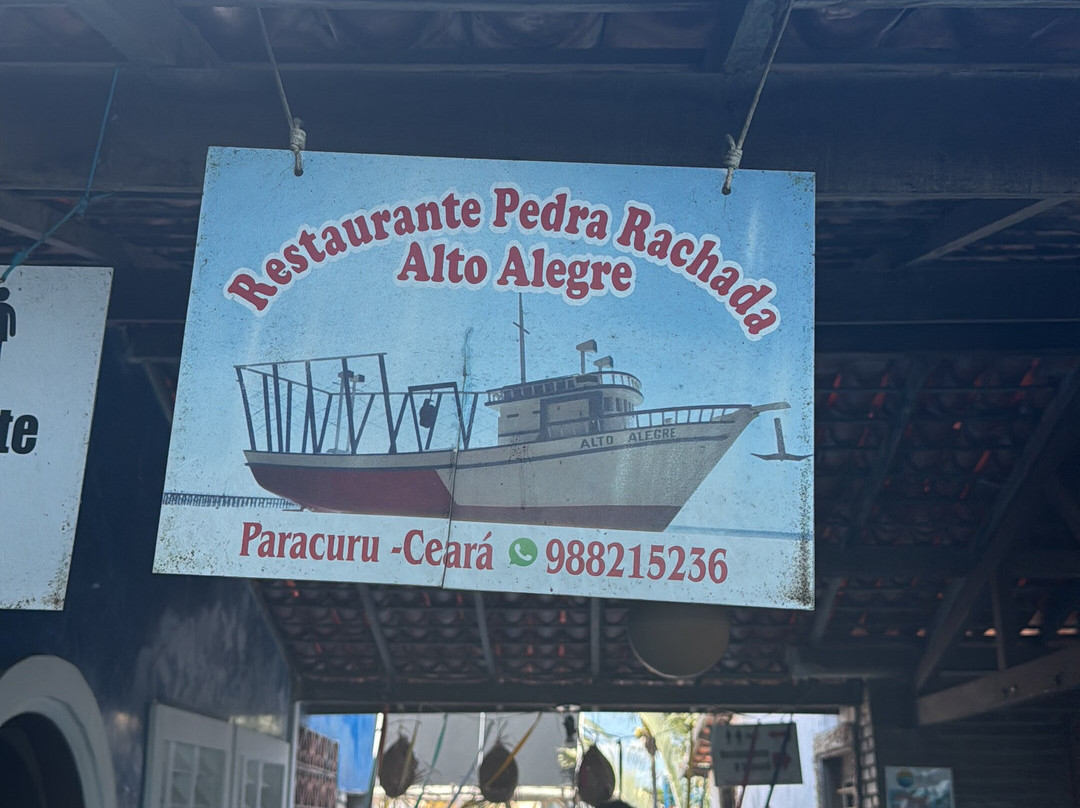 Restaurante Pedra Rachada
Alto Alegre
ALTO ALEGRE
Paracuru -Ceará 988215236
te